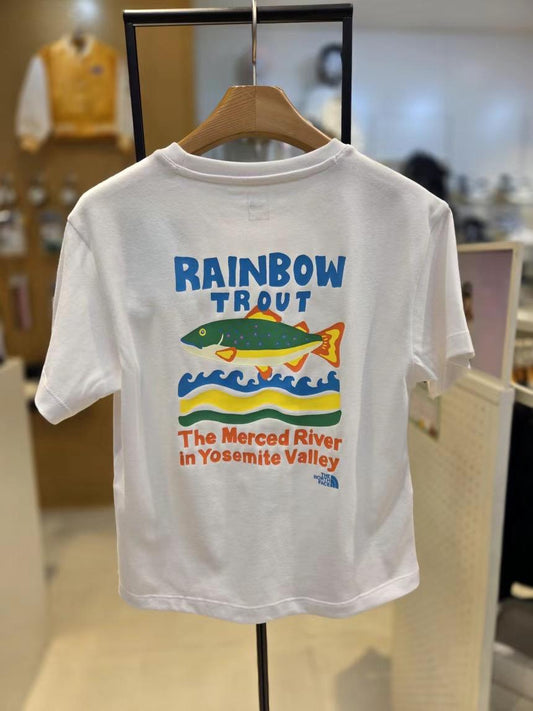 RAINBOW
TROUT
The Merced River
in Yosemite Valley
THE
NORTH
FACE